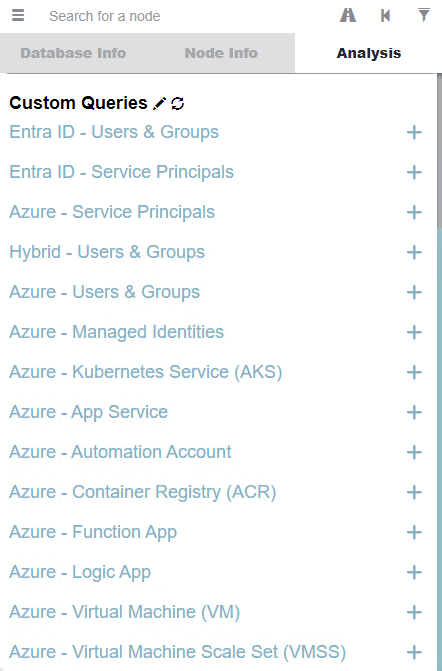 Search for a node
Database Info Node Info Analysis
Custom Queries
Entra ID - Users & Groups
Entra ID - Service Principals
Azure - Service Principals
Hybrid - Users & Groups
Azure - Users & Groups
Azure - Managed Identities
Azure - Kubernetes Service (AKS)
Azure - App Service
Azure - Automation Account
Azure - Container Registry (ACR)
Azure - Function App
Azure - Logic App
Azure - Virtual Machine (VM)
Azure - Virtual Machine Scale Set (VMSS)